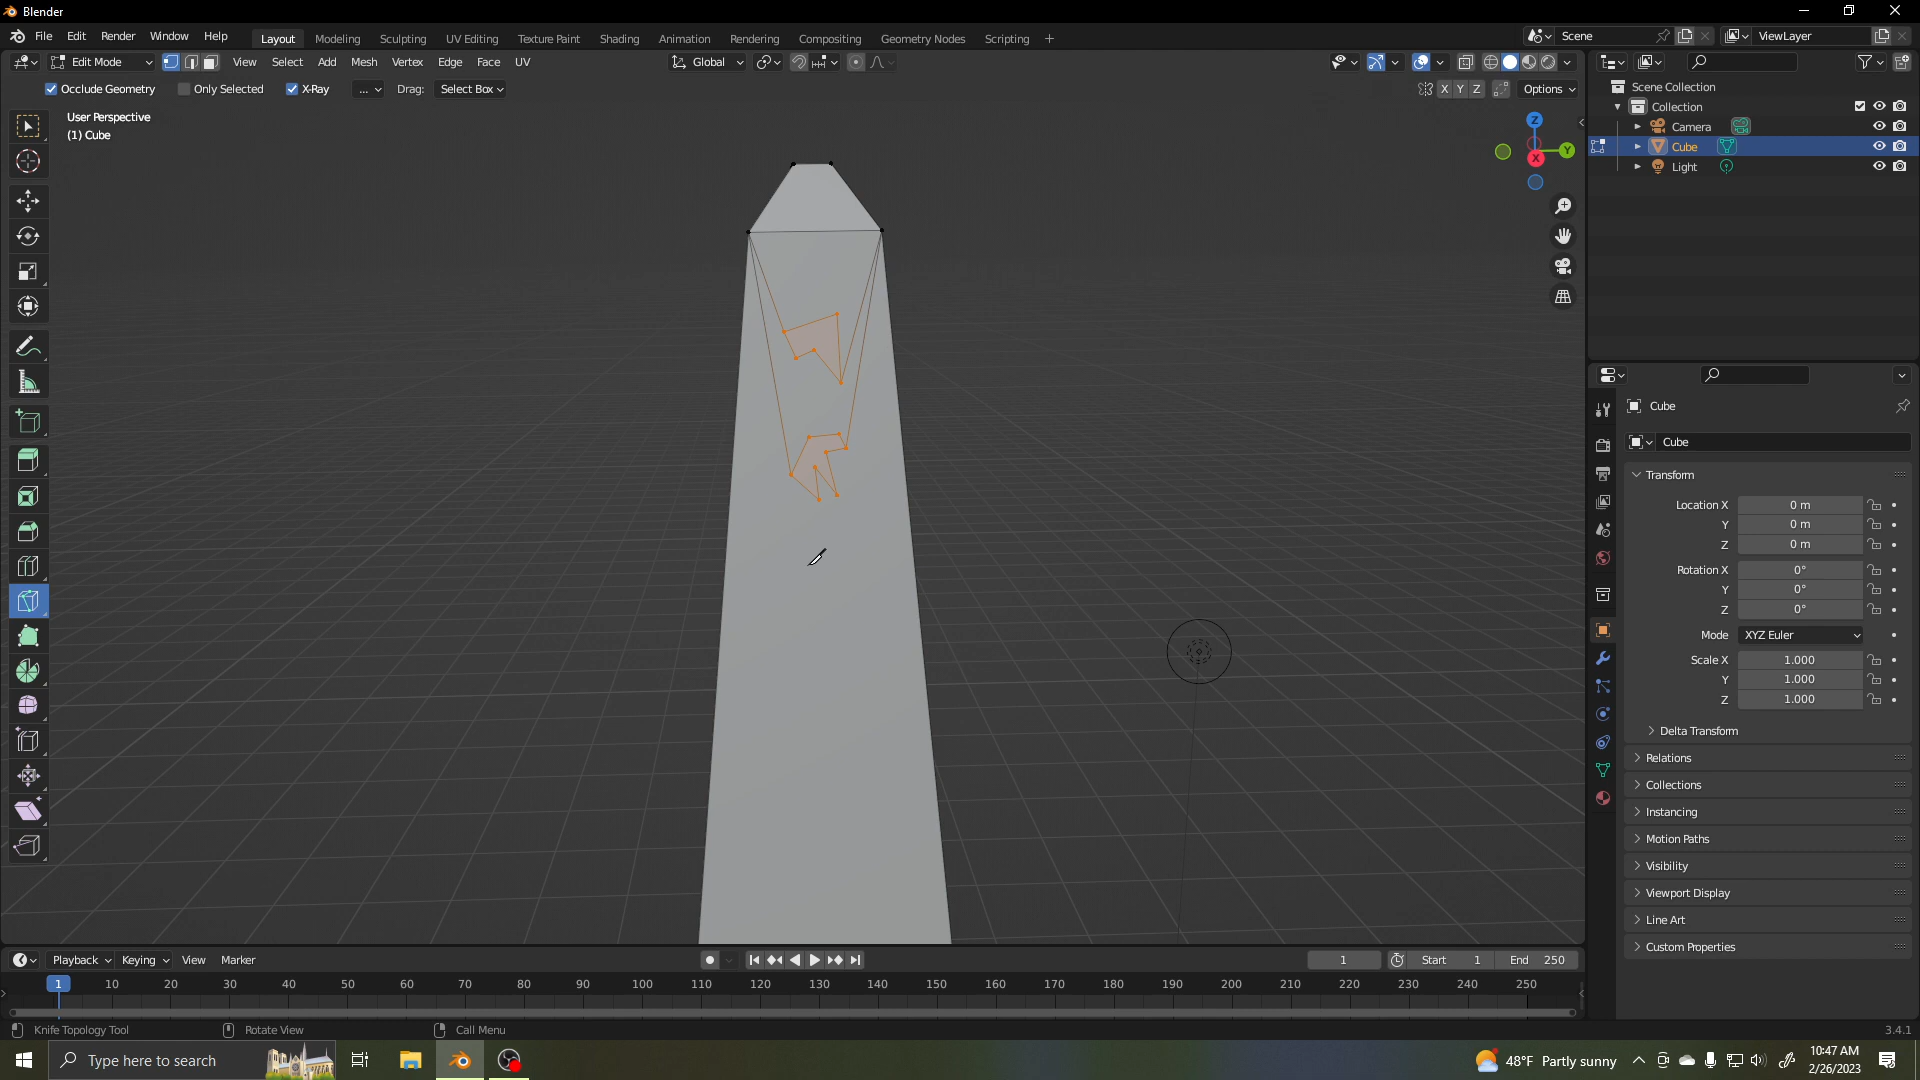 Blender
File Edit Render Window Help
Layout Modeling Sculpting UV Editing Texture Paint Shading Animation Rendering Compositing Geometry Nodes Scripting +
Scene
ViewLayer
Edit Mode View Select Add Mesh Vertex Edge Face UV
Global
Occlude Geometry Only Selected X-Ray ... Drag: Select Box
X Y Z Options
User Perspective
(1) Cube
Z
Y
X
Scene Collection
Collection
Camera
Cube
Light
Cube
Cube
Transform
Location X 0 m
Y 0 m
Z 0 m
Rotation X 0°
Y 0°
Z 0°
Mode XYZ Euler
Scale X 1.000
Y 1.000
Z 1.000
Delta Transform
Relations
Collections
Instancing
Motion Paths
Visibility
Viewport Display
Line Art
Custom Properties
Playback Keying View Marker
1 Start 1 End 250
1 10 20 30 40 50 60 70 80 90 100 110 120 130 140 150 160 170 180 190 200 210 220 230 240 250
Knife Topology Tool Rotate View Call Menu
3.4.1
Type here to search
48°F Partly sunny
10:47 AM
2/26/2023